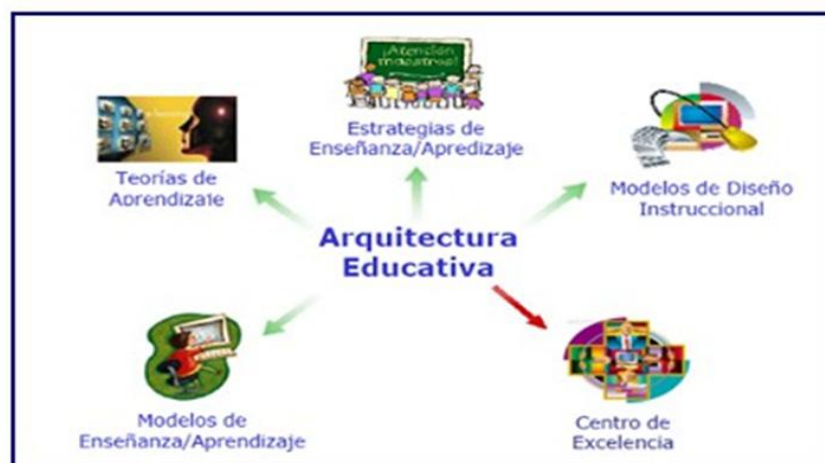 ¡Atención
maestros!
Estrategias de
Enseñanza/Apredizaje
Teorías de
Aprendizaje
Modelos de Diseño
Instruccional
Arquitectura
Educativa
Modelos de
Enseñanza/Aprendizaje
Centro de
Excelencia